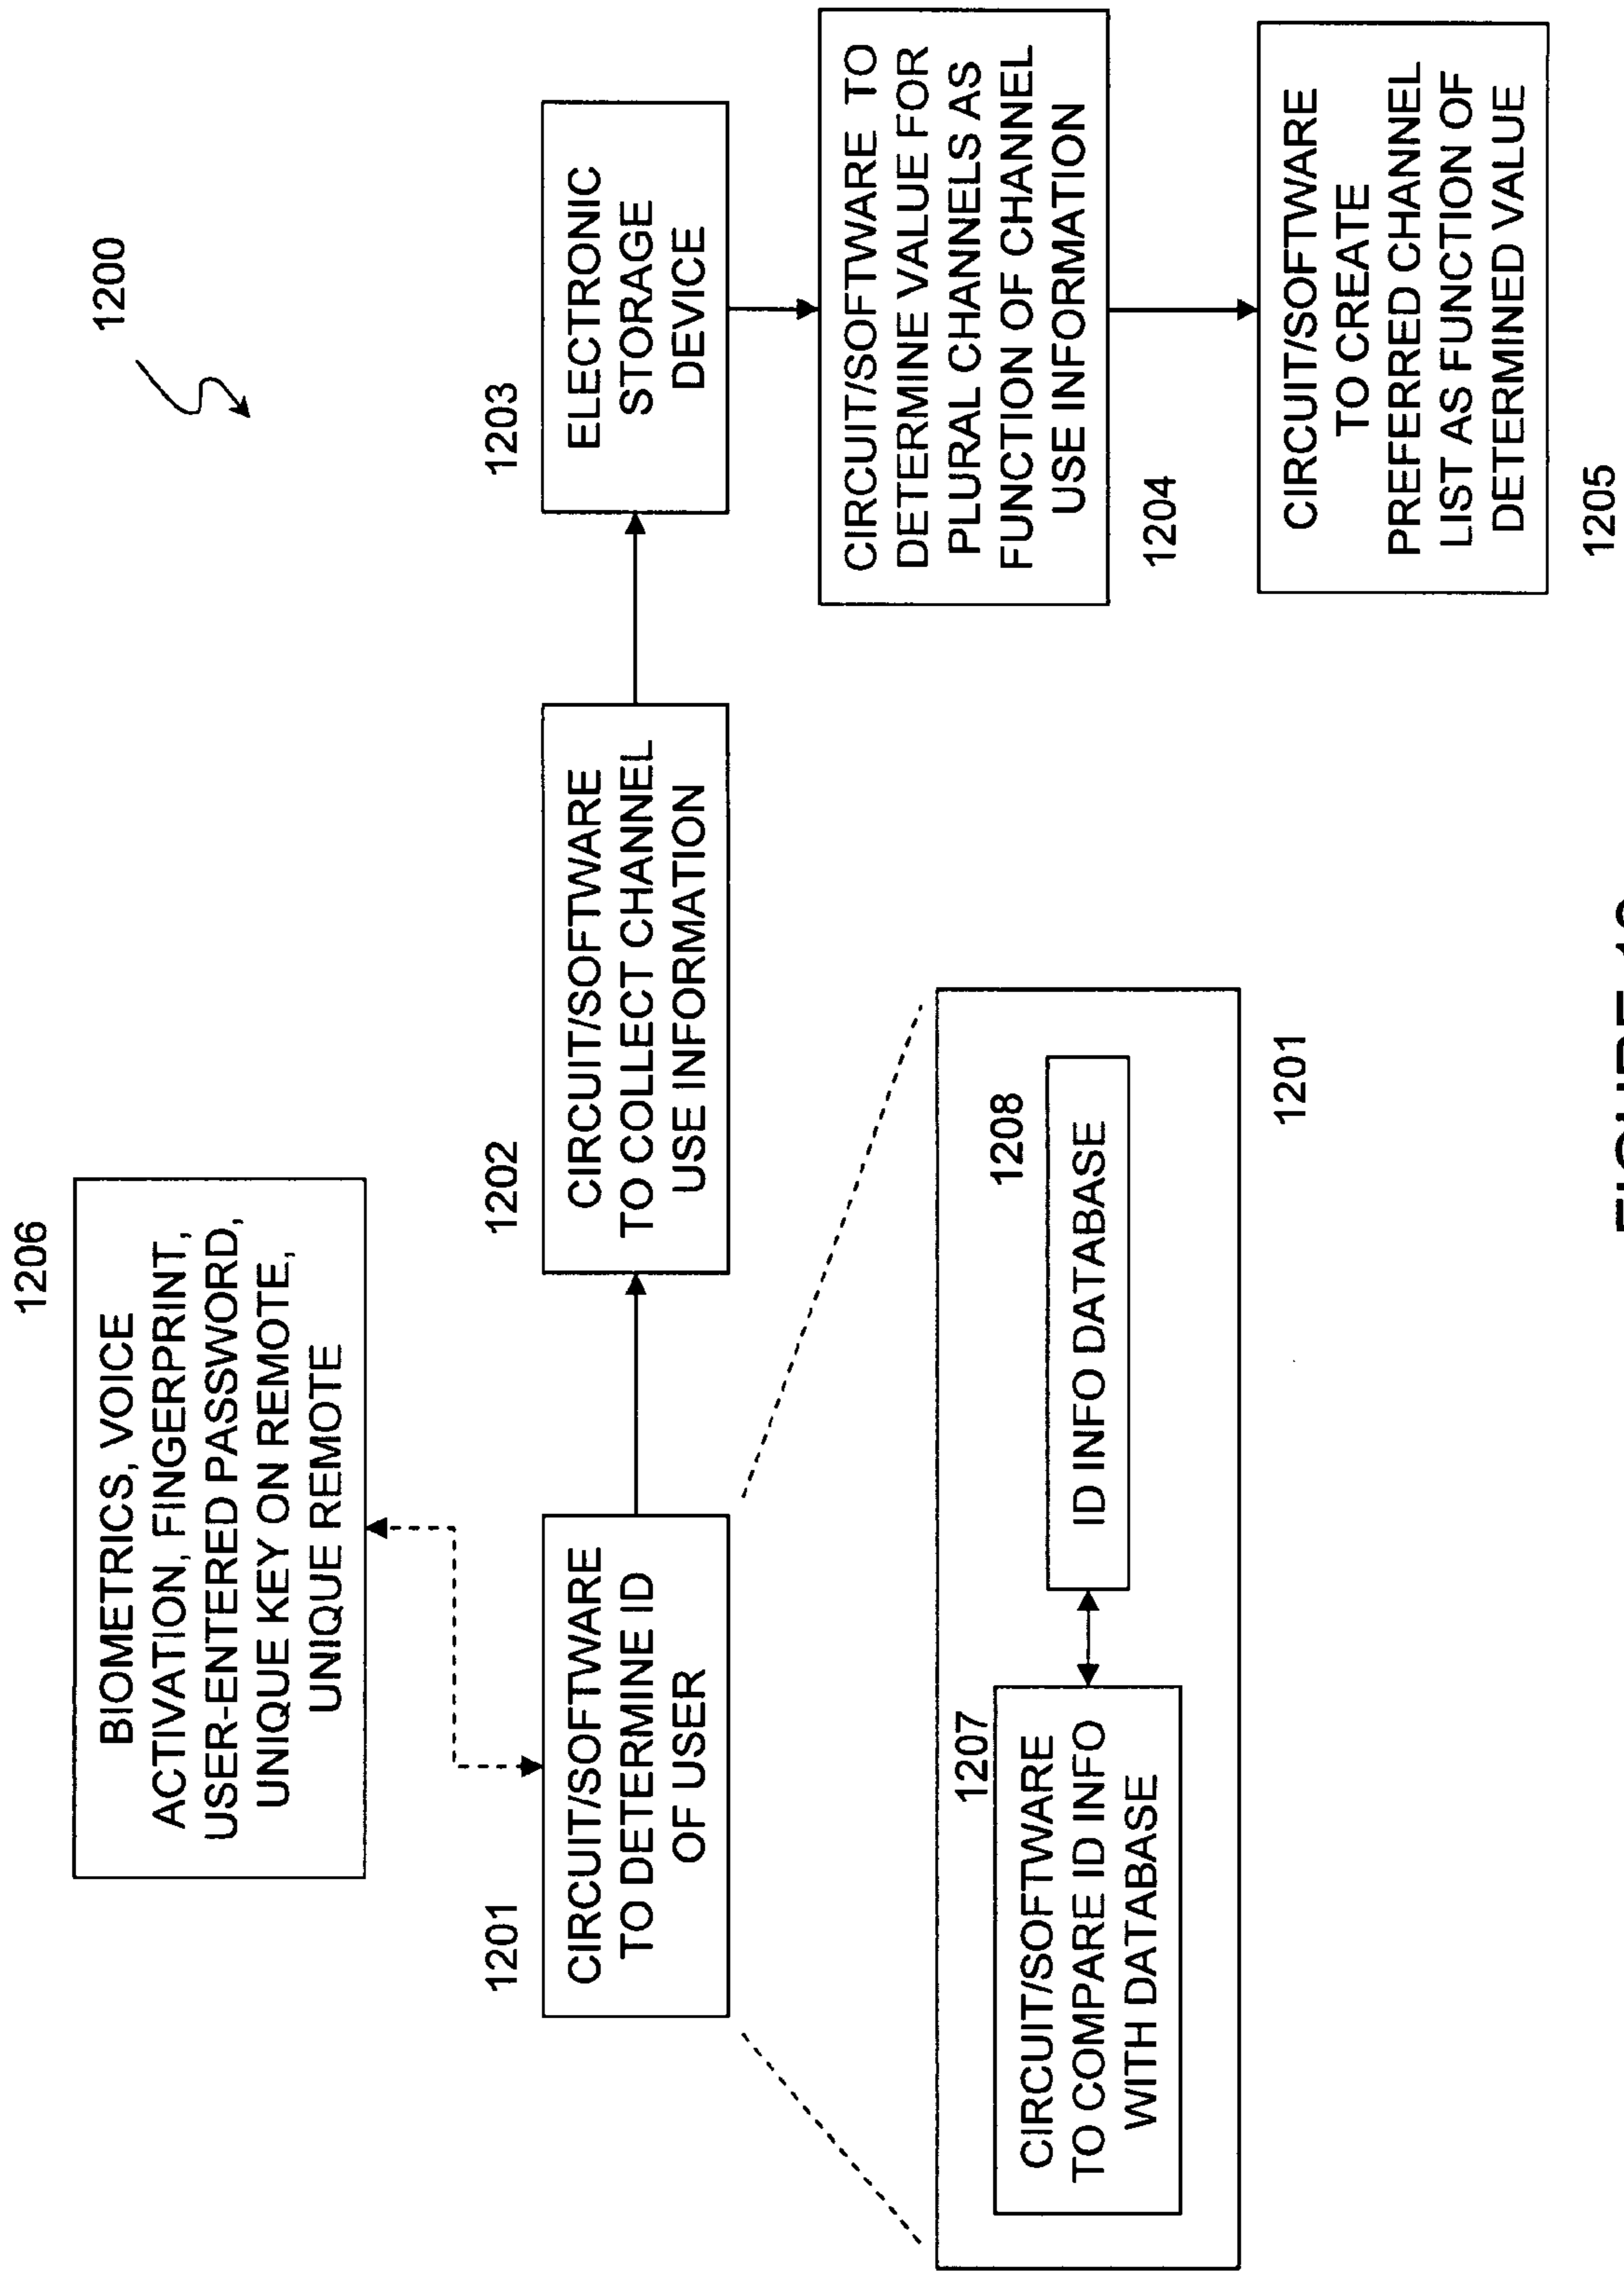 1200
1206
BIOMETRICS, VOICE
ACTIVATION, FINGERPRINT,
USER-ENTERED PASSWORD,
UNIQUE KEY ON REMOTE,
UNIQUE REMOTE
1201
CIRCUIT/SOFTWARE
TO DETERMINE ID
OF USER
1202
CIRCUIT/SOFTWARE
TO COLLECT CHANNEL
USE INFORMATION
1203
ELECTRONIC
STORAGE
DEVICE
CIRCUIT/SOFTWARE TO
DETERMINE VALUE FOR
PLURAL CHANNELS AS
FUNCTION OF CHANNEL
USE INFORMATION
1204
CIRCUIT/SOFTWARE
TO CREATE
PREFERRED CHANNEL
LIST AS FUNCTION OF
DETERMINED VALUE
1205
1207
CIRCUIT/SOFTWARE
TO COMPARE ID INFO
WITH DATABASE
1208
ID INFO DATABASE
1201
FIGURE